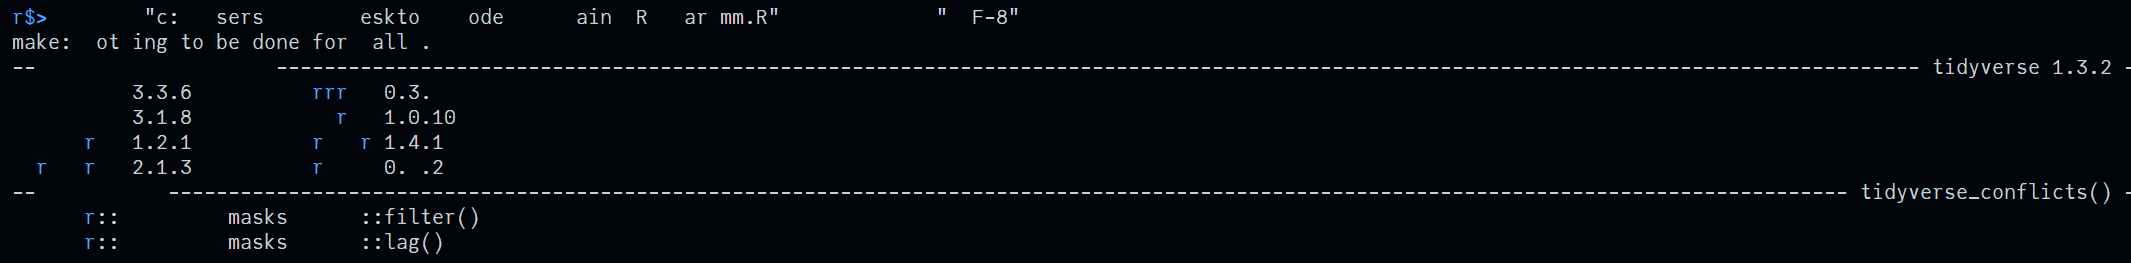 r$> "c: sers eskto ode ain R ar mm.R" " F-8"
make: ot ing to be done for all .
-- ---------------------------------------------------------------------------------------------------------------------------------------- tidyverse 1.3.2 -
3.3.6 rrr 0.3.
3.1.8 r 1.0.10
r 1.2.1 r r 1.4.1
r r 2.1.3 r 0. .2
-- -------------------------------------------------------------------------------------------------------------------------------------------- tidyverse_conflicts() -
r:: masks ::filter()
r:: masks ::lag()